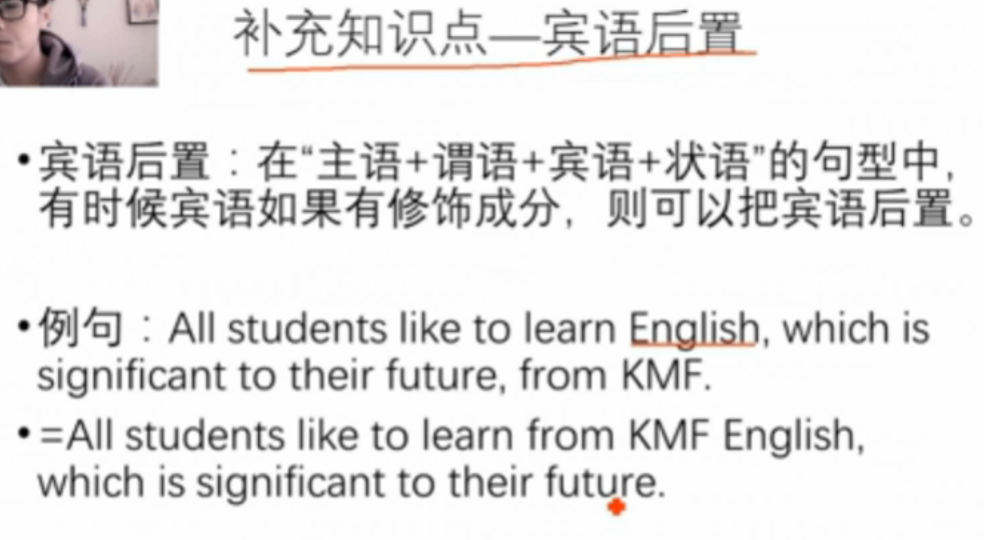 补充知识点—宾语后置
•宾语后置：在“主语+谓语+宾语+状语”的句型中，
有时候宾语如果有修饰成分，则可以把宾语后置。
•例句：All students like to learn English, which is
significant to their future, from KMF.
•=All students like to learn from KMF English,
which is significant to their future.